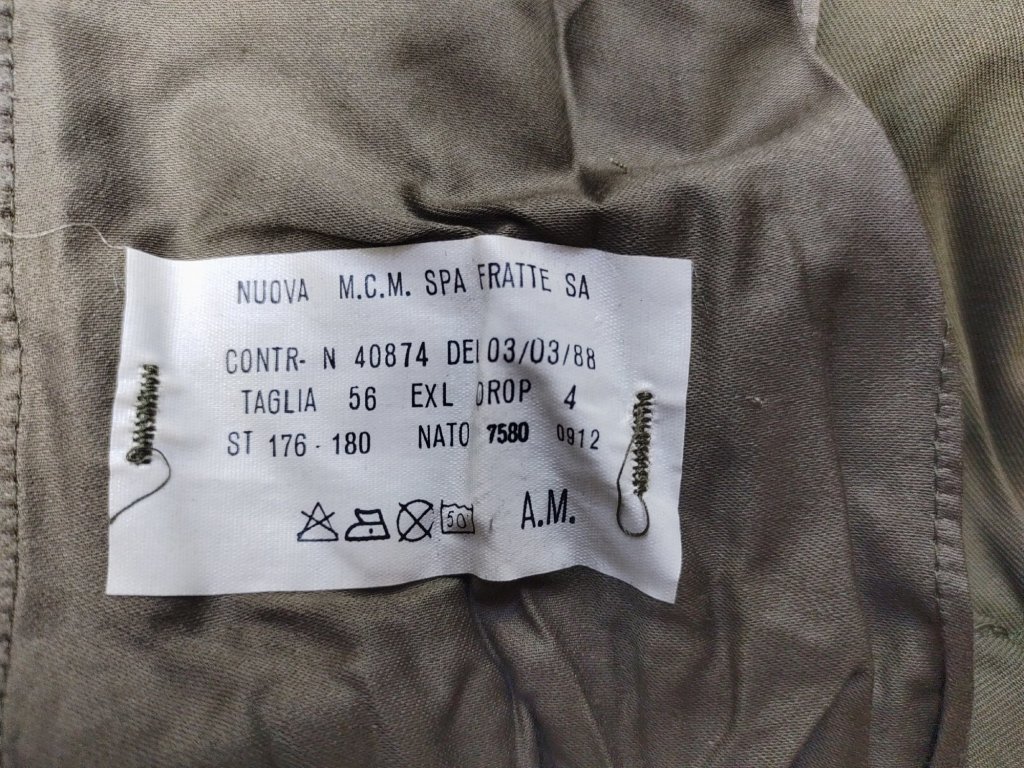 NUOVA M.C.M. SPA FRATTE SA
CONTR- N 40874 DEL 03/03/88
TAGLIA 56 EXL DROP 4
ST 176 - 180 NATO 7580 0912
50 A.M.